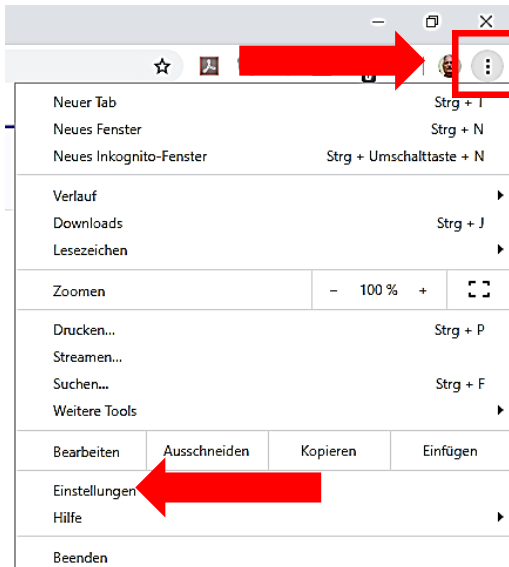 Neuer Tab Strg + T
Neues Fenster Strg + N
Neues Inkognito-Fenster Strg + Umschalttaste + N
Verlauf
Downloads Strg + J
Lesezeichen
Zoomen - 100 % +
Drucken... Strg + P
Streamen...
Suchen... Strg + F
Weitere Tools
Bearbeiten Ausschneiden Kopieren Einfügen
Einstellungen
Hilfe
Beenden